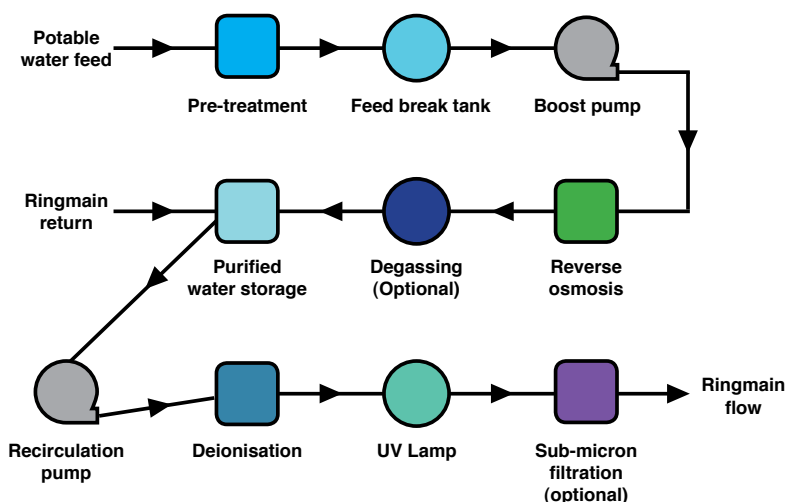 Potable
water feed
Pre-treatment
Feed break tank
Boost pump
Ringmain
return
Purified
water storage
Degassing
(Optional)
Reverse
osmosis
Recirculation
pump
Deionisation
UV Lamp
Sub-micron
filtration
(optional)
Ringmain
flow